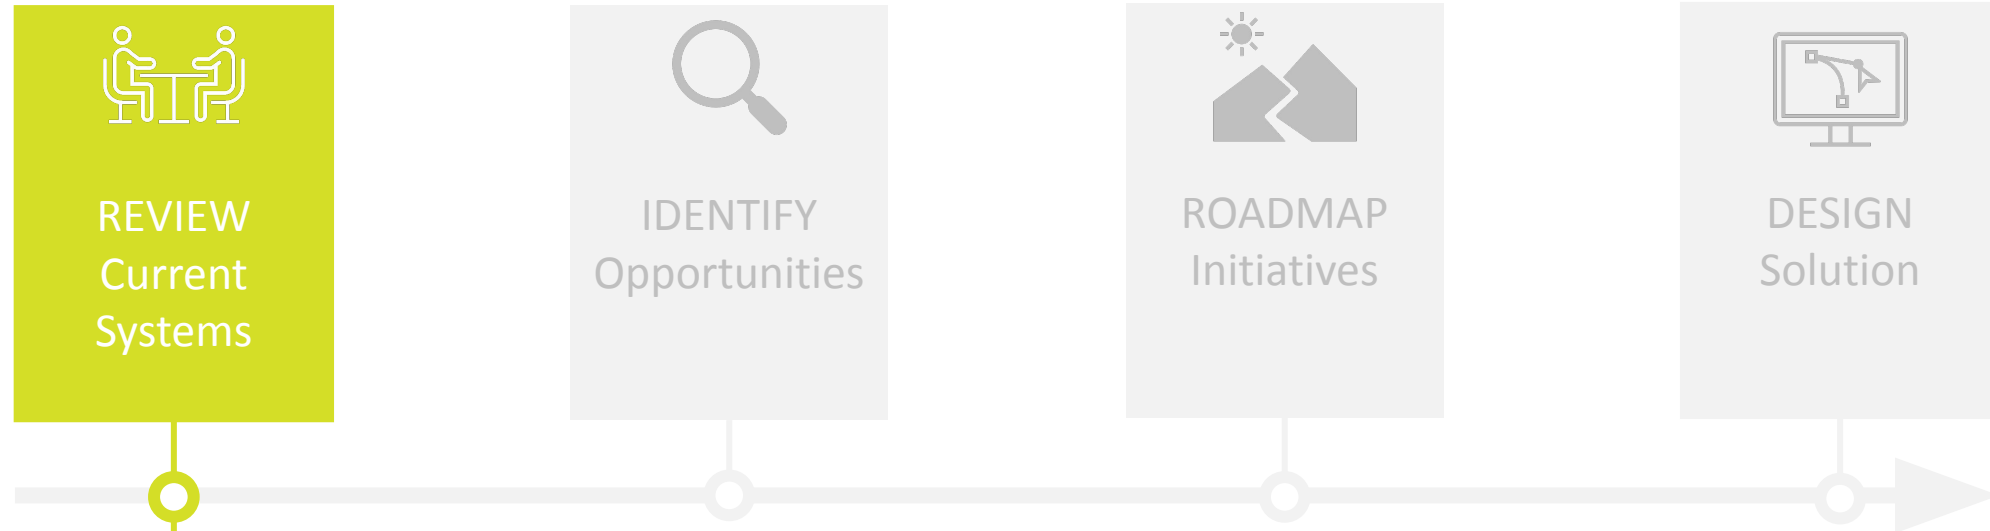 REVIEW
Current
Systems
IDENTIFY
Opportunities
ROADMAP
Initiatives
DESIGN
Solution